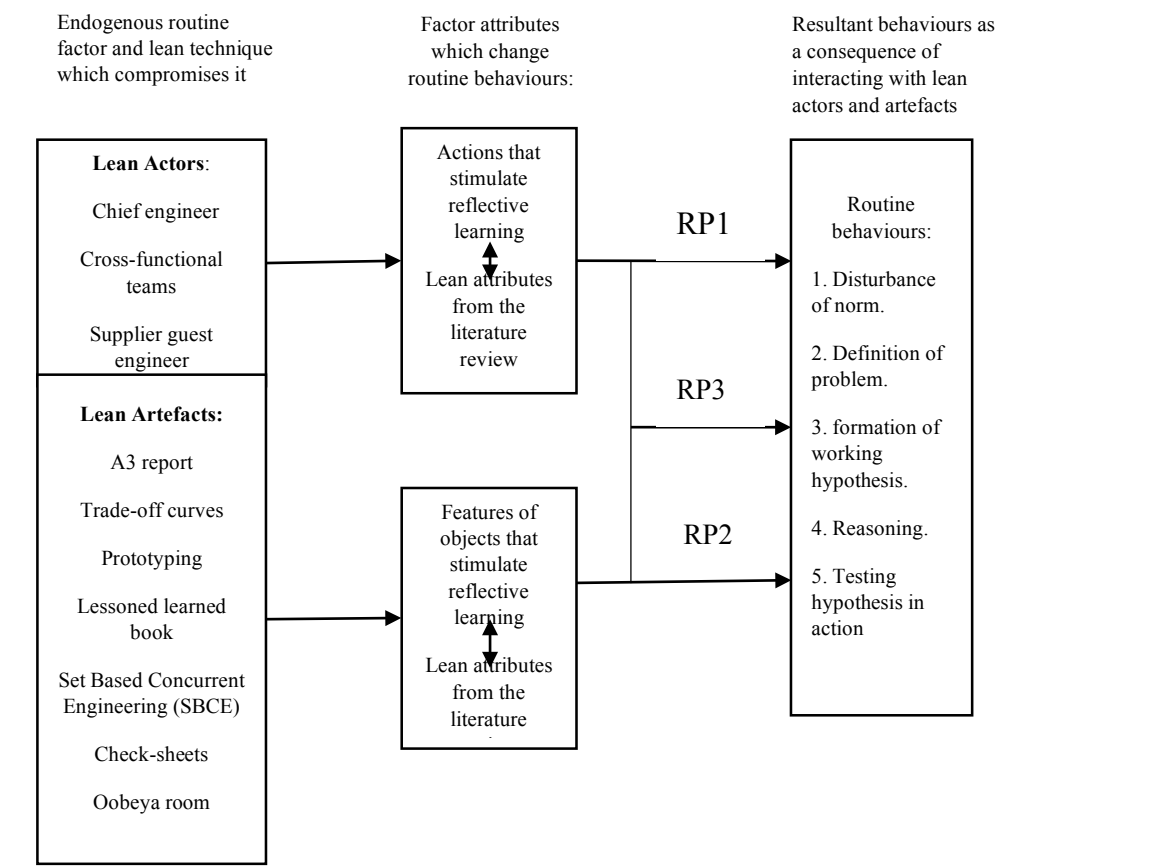 Endogenous routine
factor and lean technique
which compromises it
Factor attributes
which change
routine behaviours:
Resultant behaviours as
a consequence of
interacting with lean
actors and artefacts
Lean Actors:
Chief engineer
Cross-functional
teams
Supplier guest
engineer
Lean Artefacts:
A3 report
Trade-off curves
Prototyping
Lessoned learned
book
Set Based Concurrent
Engineering (SBCE)
Check-sheets
Oobeya room
Actions that
stimulate
reflective
learning
Lean attributes
from the
literature
review
Features of
objects that
stimulate
reflective
learning
Lean attributes
from the
literature
RP1
RP3
RP2
Routine
behaviours:
1. Disturbance
of norm.
2. Definition of
problem.
3. formation of
working
hypothesis.
4. Reasoning.
5. Testing
hypothesis in
action